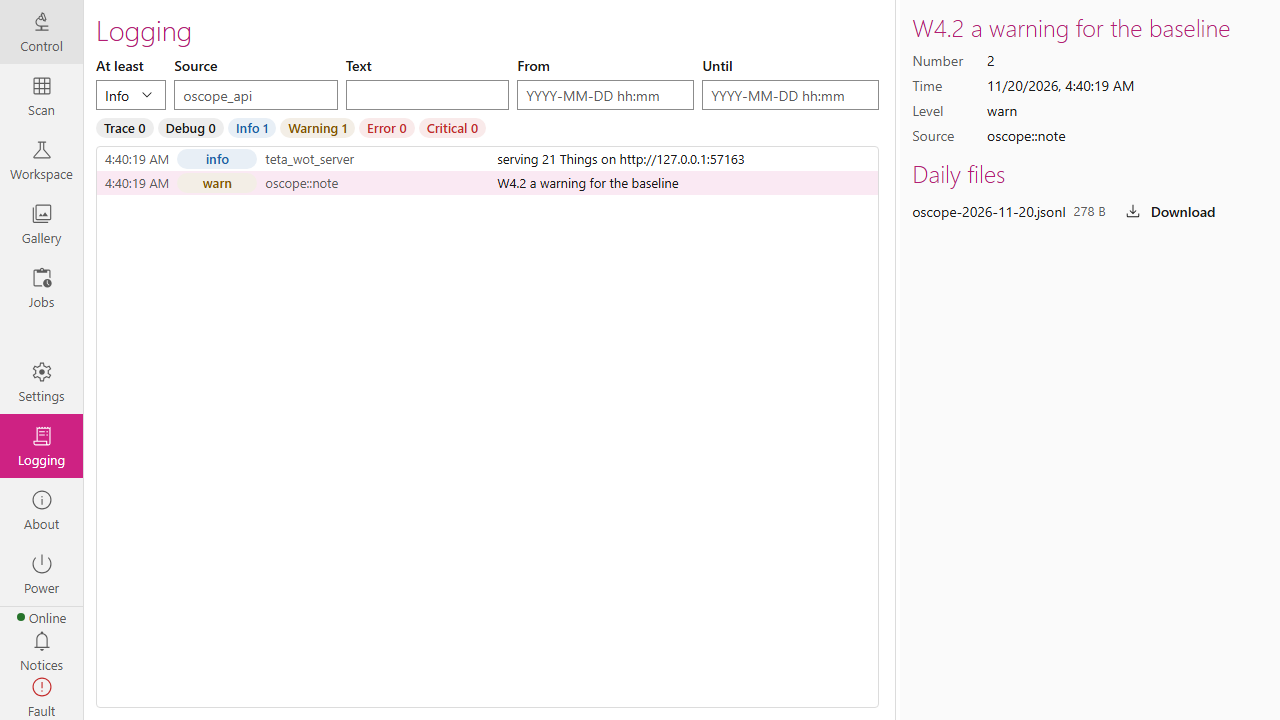 Control
Scan
Workspace
Gallery
Jobs
Settings
Logging
About
Power
Online
Notices
Fault
Logging
At least
Source
Text
From
Until
Info
oscope_api
YYYY-MM-DD hh:mm
YYYY-MM-DD hh:mm
Trace 0
Debug 0
Info 1
Warning 1
Error 0
Critical 0
4:40:19 AM info teta_wot_server serving 21 Things on http://127.0.0.1:57163
4:40:19 AM warn oscope::note W4.2 a warning for the baseline
W4.2 a warning for the baseline
Number 2
Time 11/20/2026, 4:40:19 AM
Level warn
Source oscope::note
Daily files
oscope-2026-11-20.jsonl 278 B Download